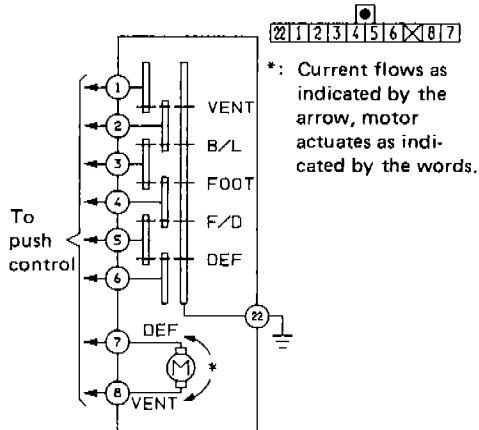 22 1 2 3 4 5 6 8 7
*: Current flows as
indicated by the
arrow, motor
actuates as indi-
cated by the words.
To
push
control
1
VENT
2
B/L
3
FOOT
4
F/D
5
DEF
6
22
7
DEF
M
*
8
VENT